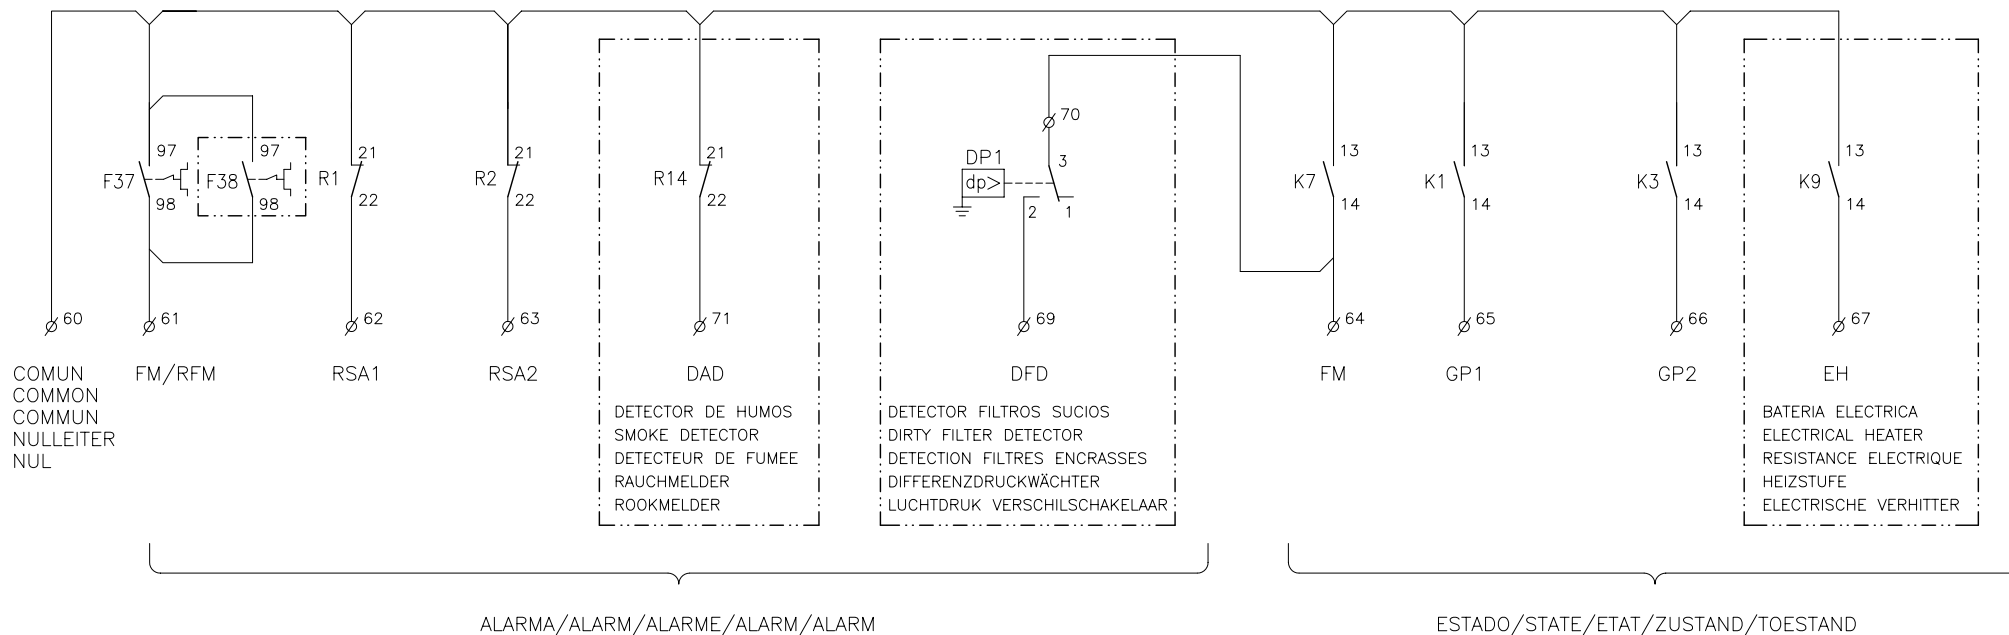 70
97
97
21
21
21
DP1
3
13
13
13
13
F37
F38
R1
R2
R14
dp>
K7
K1
K3
K9
98
98
22
22
22
2
1
14
14
14
14
60
61
62
63
71
69
64
65
66
67
COMUN
COMMON
COMMUN
NULLEITER
NUL
FM/RFM
RSA1
RSA2
DAD
DFD
FM
GP1
GP2
EH
DETECTOR DE HUMOS
SMOKE DETECTOR
DETECTEUR DE FUMEE
RAUCHMELDER
ROOKMELDER
DETECTOR FILTROS SUCIOS
DIRTY FILTER DETECTOR
DETECTION FILTRES ENCRASSES
DIFFERENZDRUCKWÄCHTER
LUCHTDRUK VERSCHILSCHAKELAAR
BATERIA ELECTRICA
ELECTRICAL HEATER
RESISTANCE ELECTRIQUE
HEIZSTUFE
ELECTRISCHE VERHITTER
ALARMA/ALARM/ALARME/ALARM/ALARM
ESTADO/STATE/ETAT/ZUSTAND/TOESTAND